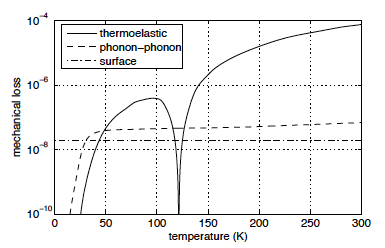 10^-4
thermoelastic
phonon-phonon
surface
10^-6
mechanical loss
10^-8
10^-10
0 50 100 150 200 250 300
temperature (K)